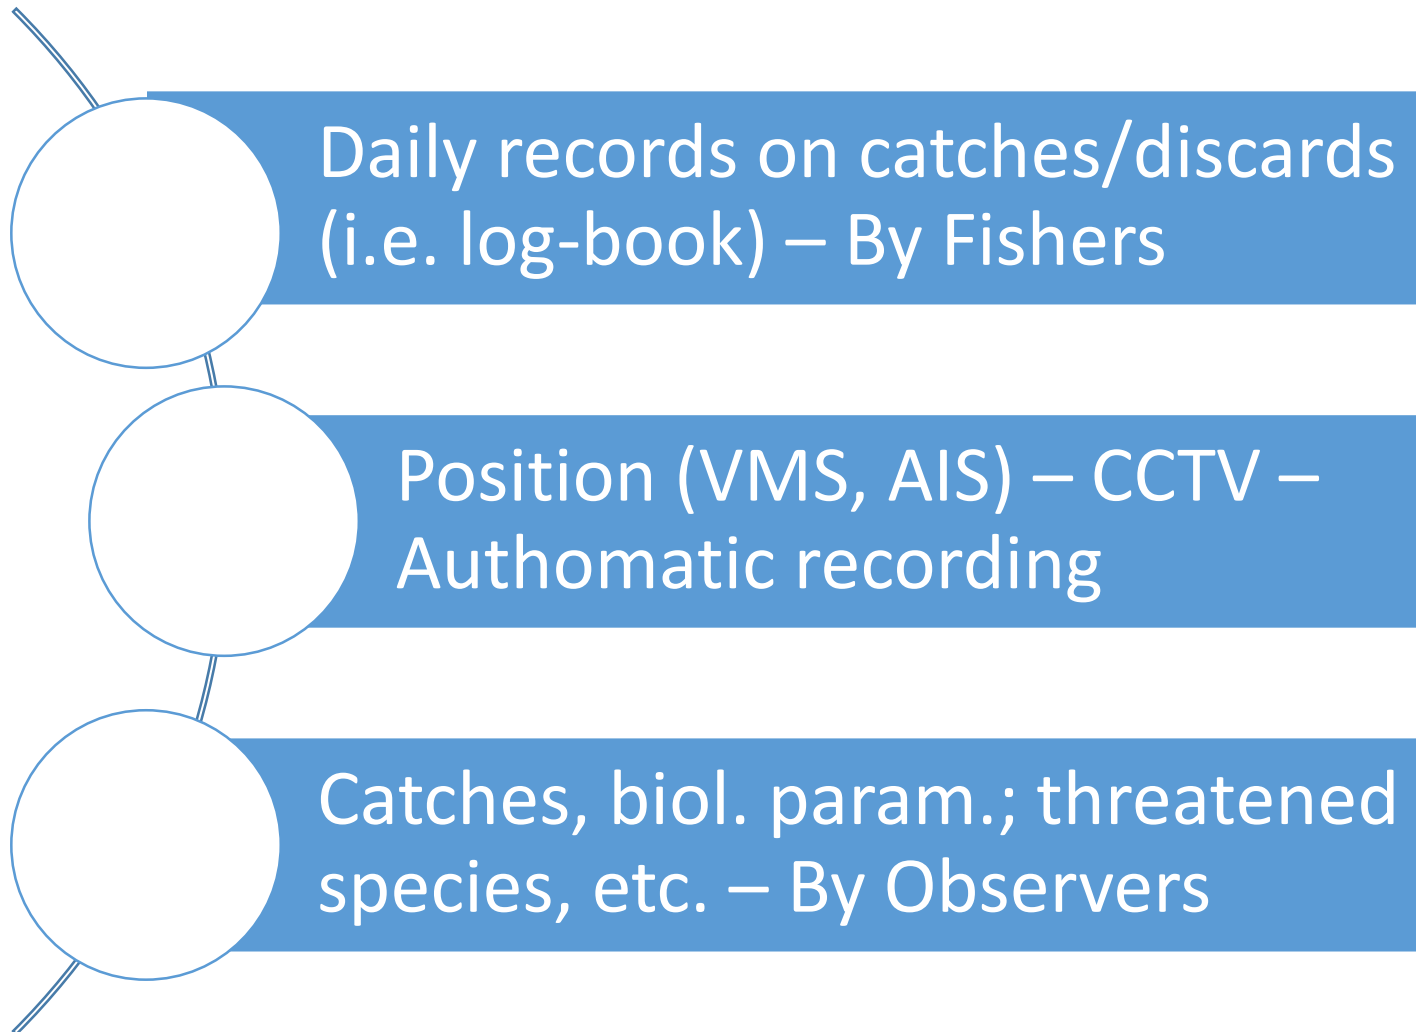 Daily records on catches/discards
(i.e. log-book) – By Fishers
Position (VMS, AIS) – CCTV –
Authomatic recording
Catches, biol. param.; threatened
species, etc. – By Observers